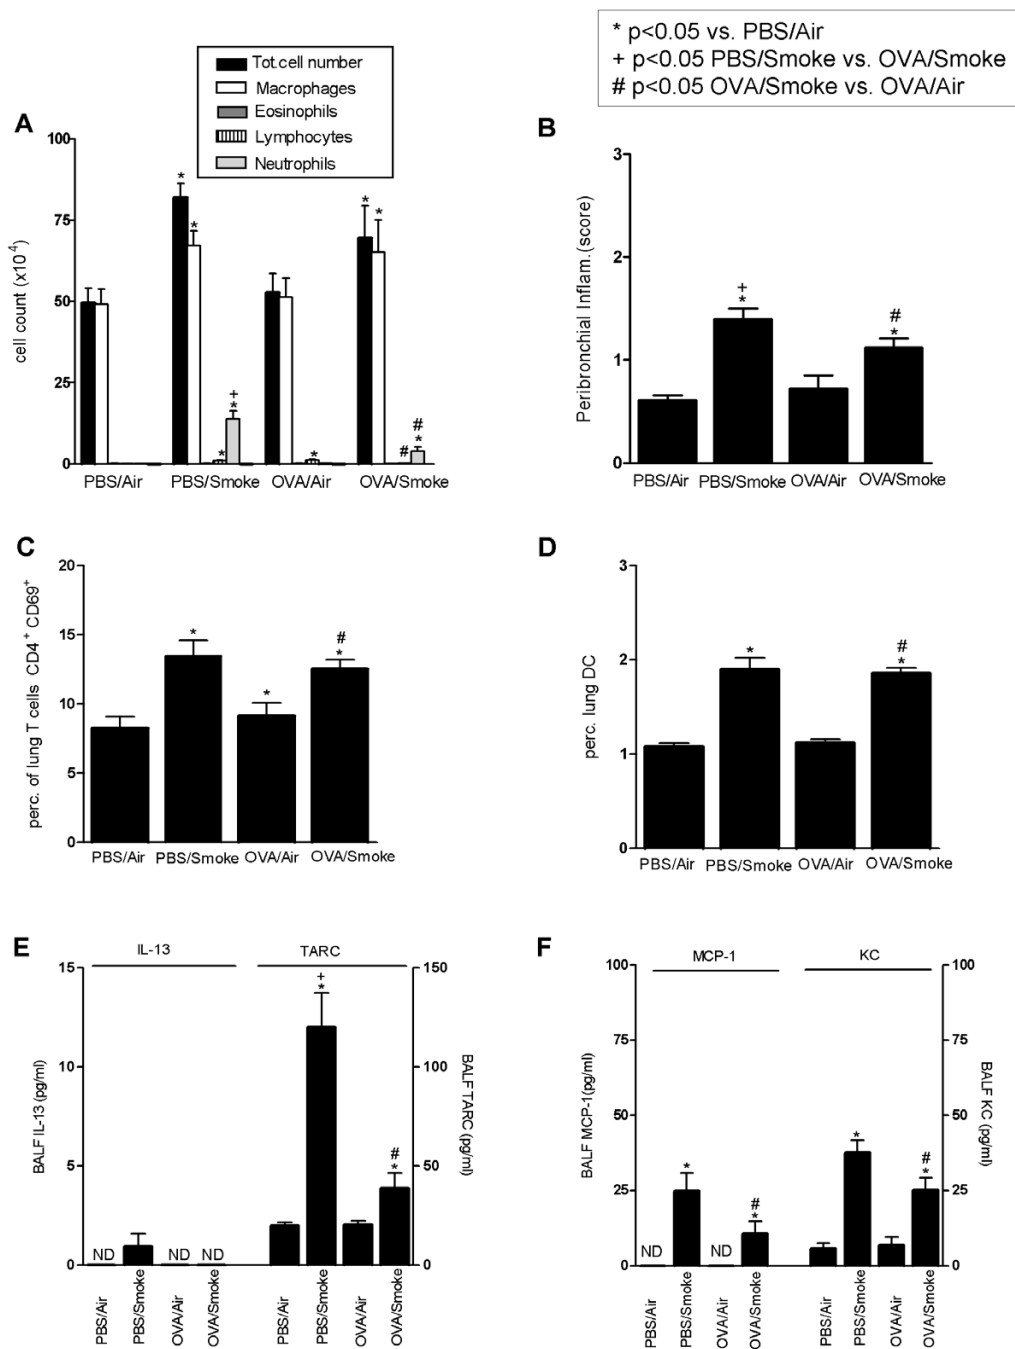 * p<0.05 vs. PBS/Air
+ p<0.05 PBS/Smoke vs. OVA/Smoke
# p<0.05 OVA/Smoke vs. OVA/Air
Tot.cell number
Macrophages
Eosinophils
Lymphocytes
Neutrophils
A
cell count (x10⁻⁴)
100
75
50
25
0
*
*
*
+
*
*
*
*
#
#
*
PBS/Air
PBS/Smoke
OVA/Air
OVA/Smoke
B
Peribronchial Inflam.(score)
3
2
1
0
+
*
#
*
PBS/Air
PBS/Smoke
OVA/Air
OVA/Smoke
C
perc. of lung T cells CD4⁺ CD69⁺
20
15
10
5
0
*
*
#
*
PBS/Air
PBS/Smoke
OVA/Air
OVA/Smoke
D
perc. lung DC
3
2
1
0
*
#
*
PBS/Air
PBS/Smoke
OVA/Air
OVA/Smoke
E
IL-13
TARC
BALF IL-13 (pg/ml)
15
10
5
0
ND
ND
ND
+
*
#
*
150
100
50
0
BALF TARC (pg/ml)
PBS/Air
PBS/Smoke
OVA/Air
OVA/Smoke
PBS/Air
PBS/Smoke
OVA/Air
OVA/Smoke
F
MCP-1
KC
BALF MCP-1(pg/ml)
100
75
50
25
0
ND
*
ND
#
*
*
#
*
100
75
50
25
0
BALF KC (pg/ml)
PBS/Air
PBS/Smoke
OVA/Air
OVA/Smoke
PBS/Air
PBS/Smoke
OVA/Air
OVA/Smoke